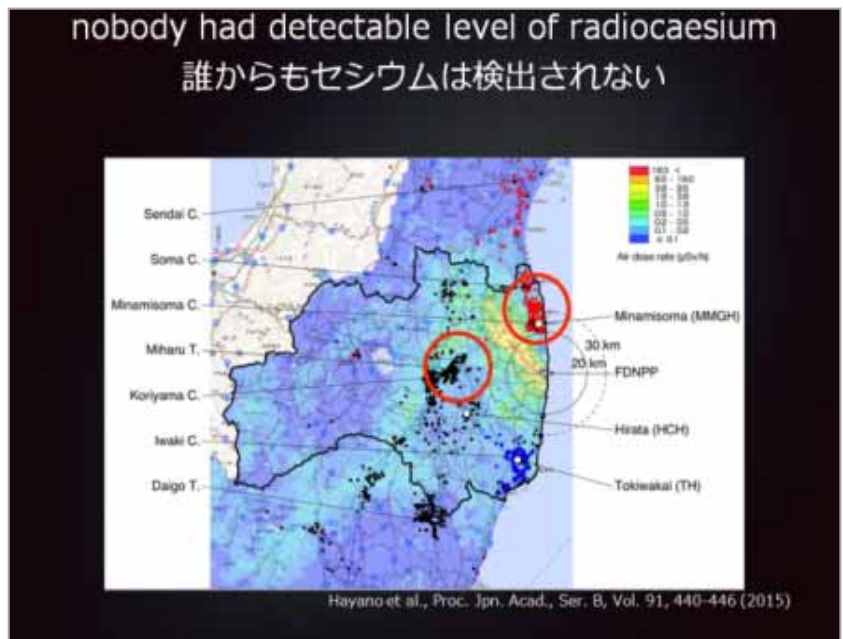 nobody had detectable level of radiocaesium
誰からもセシウムは検出されない
Sendai C.
Soma C.
Minamisoma C.
Miharu T.
Koriyama C.
Iwaki C.
Daigo T.
Air dose rate (μSv/h)
Minamisoma (MMGH)
30 km
20 km
FDNPP
Hirata (HCH)
Tokiwakai (TH)
Hayano et al., Proc. Jpn. Acad., Ser. B, Vol. 91, 440-446 (2015)